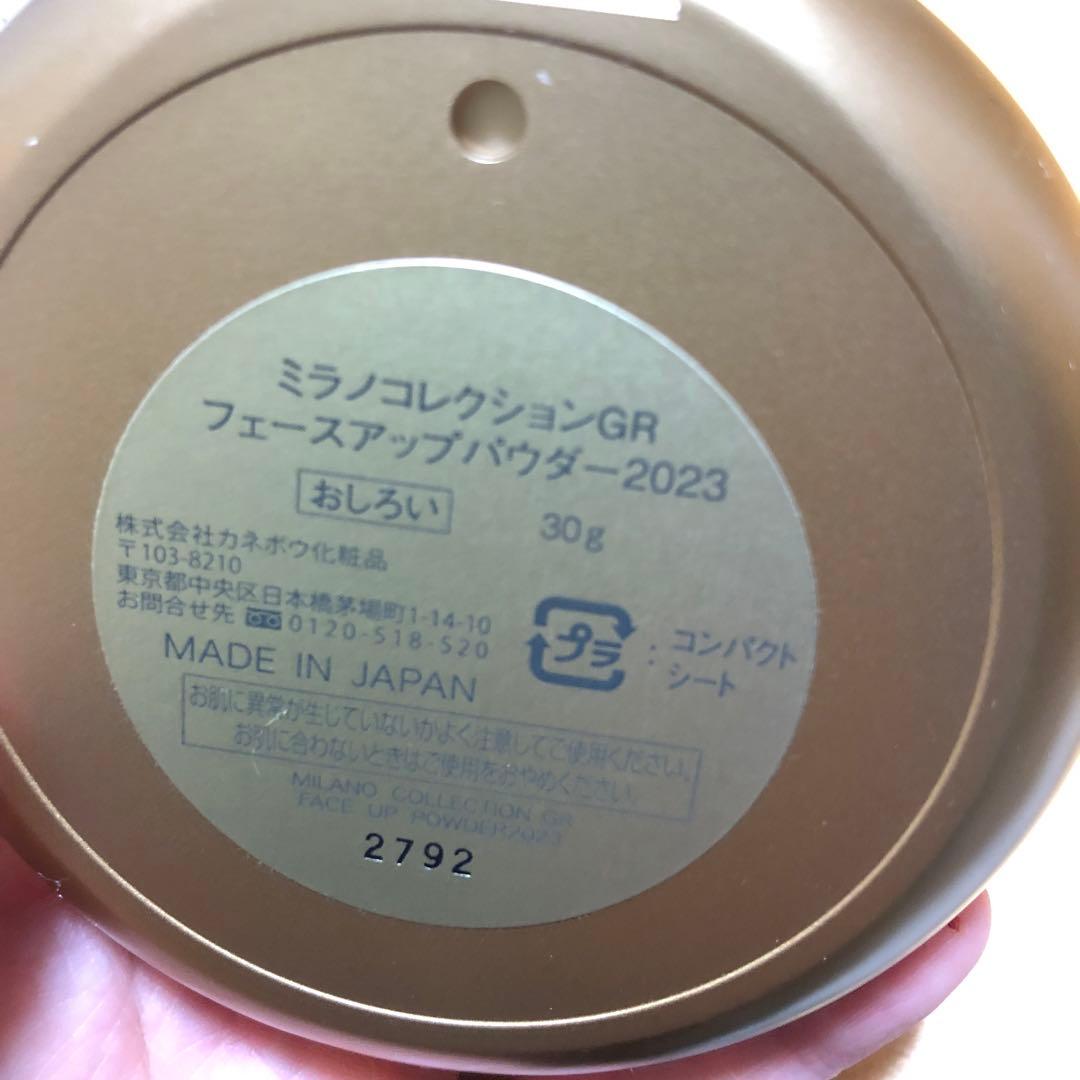 ミラノコレクションGR
フェースアップパウダー2023
おしろい 30g
株式会社カネボウ化粧品
〒103-8210
東京都中央区日本橋茅場町1-14-10
お問合せ先 0120-518-520
プラ : コンパクト
シート
MADE IN JAPAN
お肌に異常が生じていないかよく注意してご使用ください。
お肌に合わないときはご使用をおやめください。
MILANO COLLECTION GR
FACE UP POWDER2023
2792